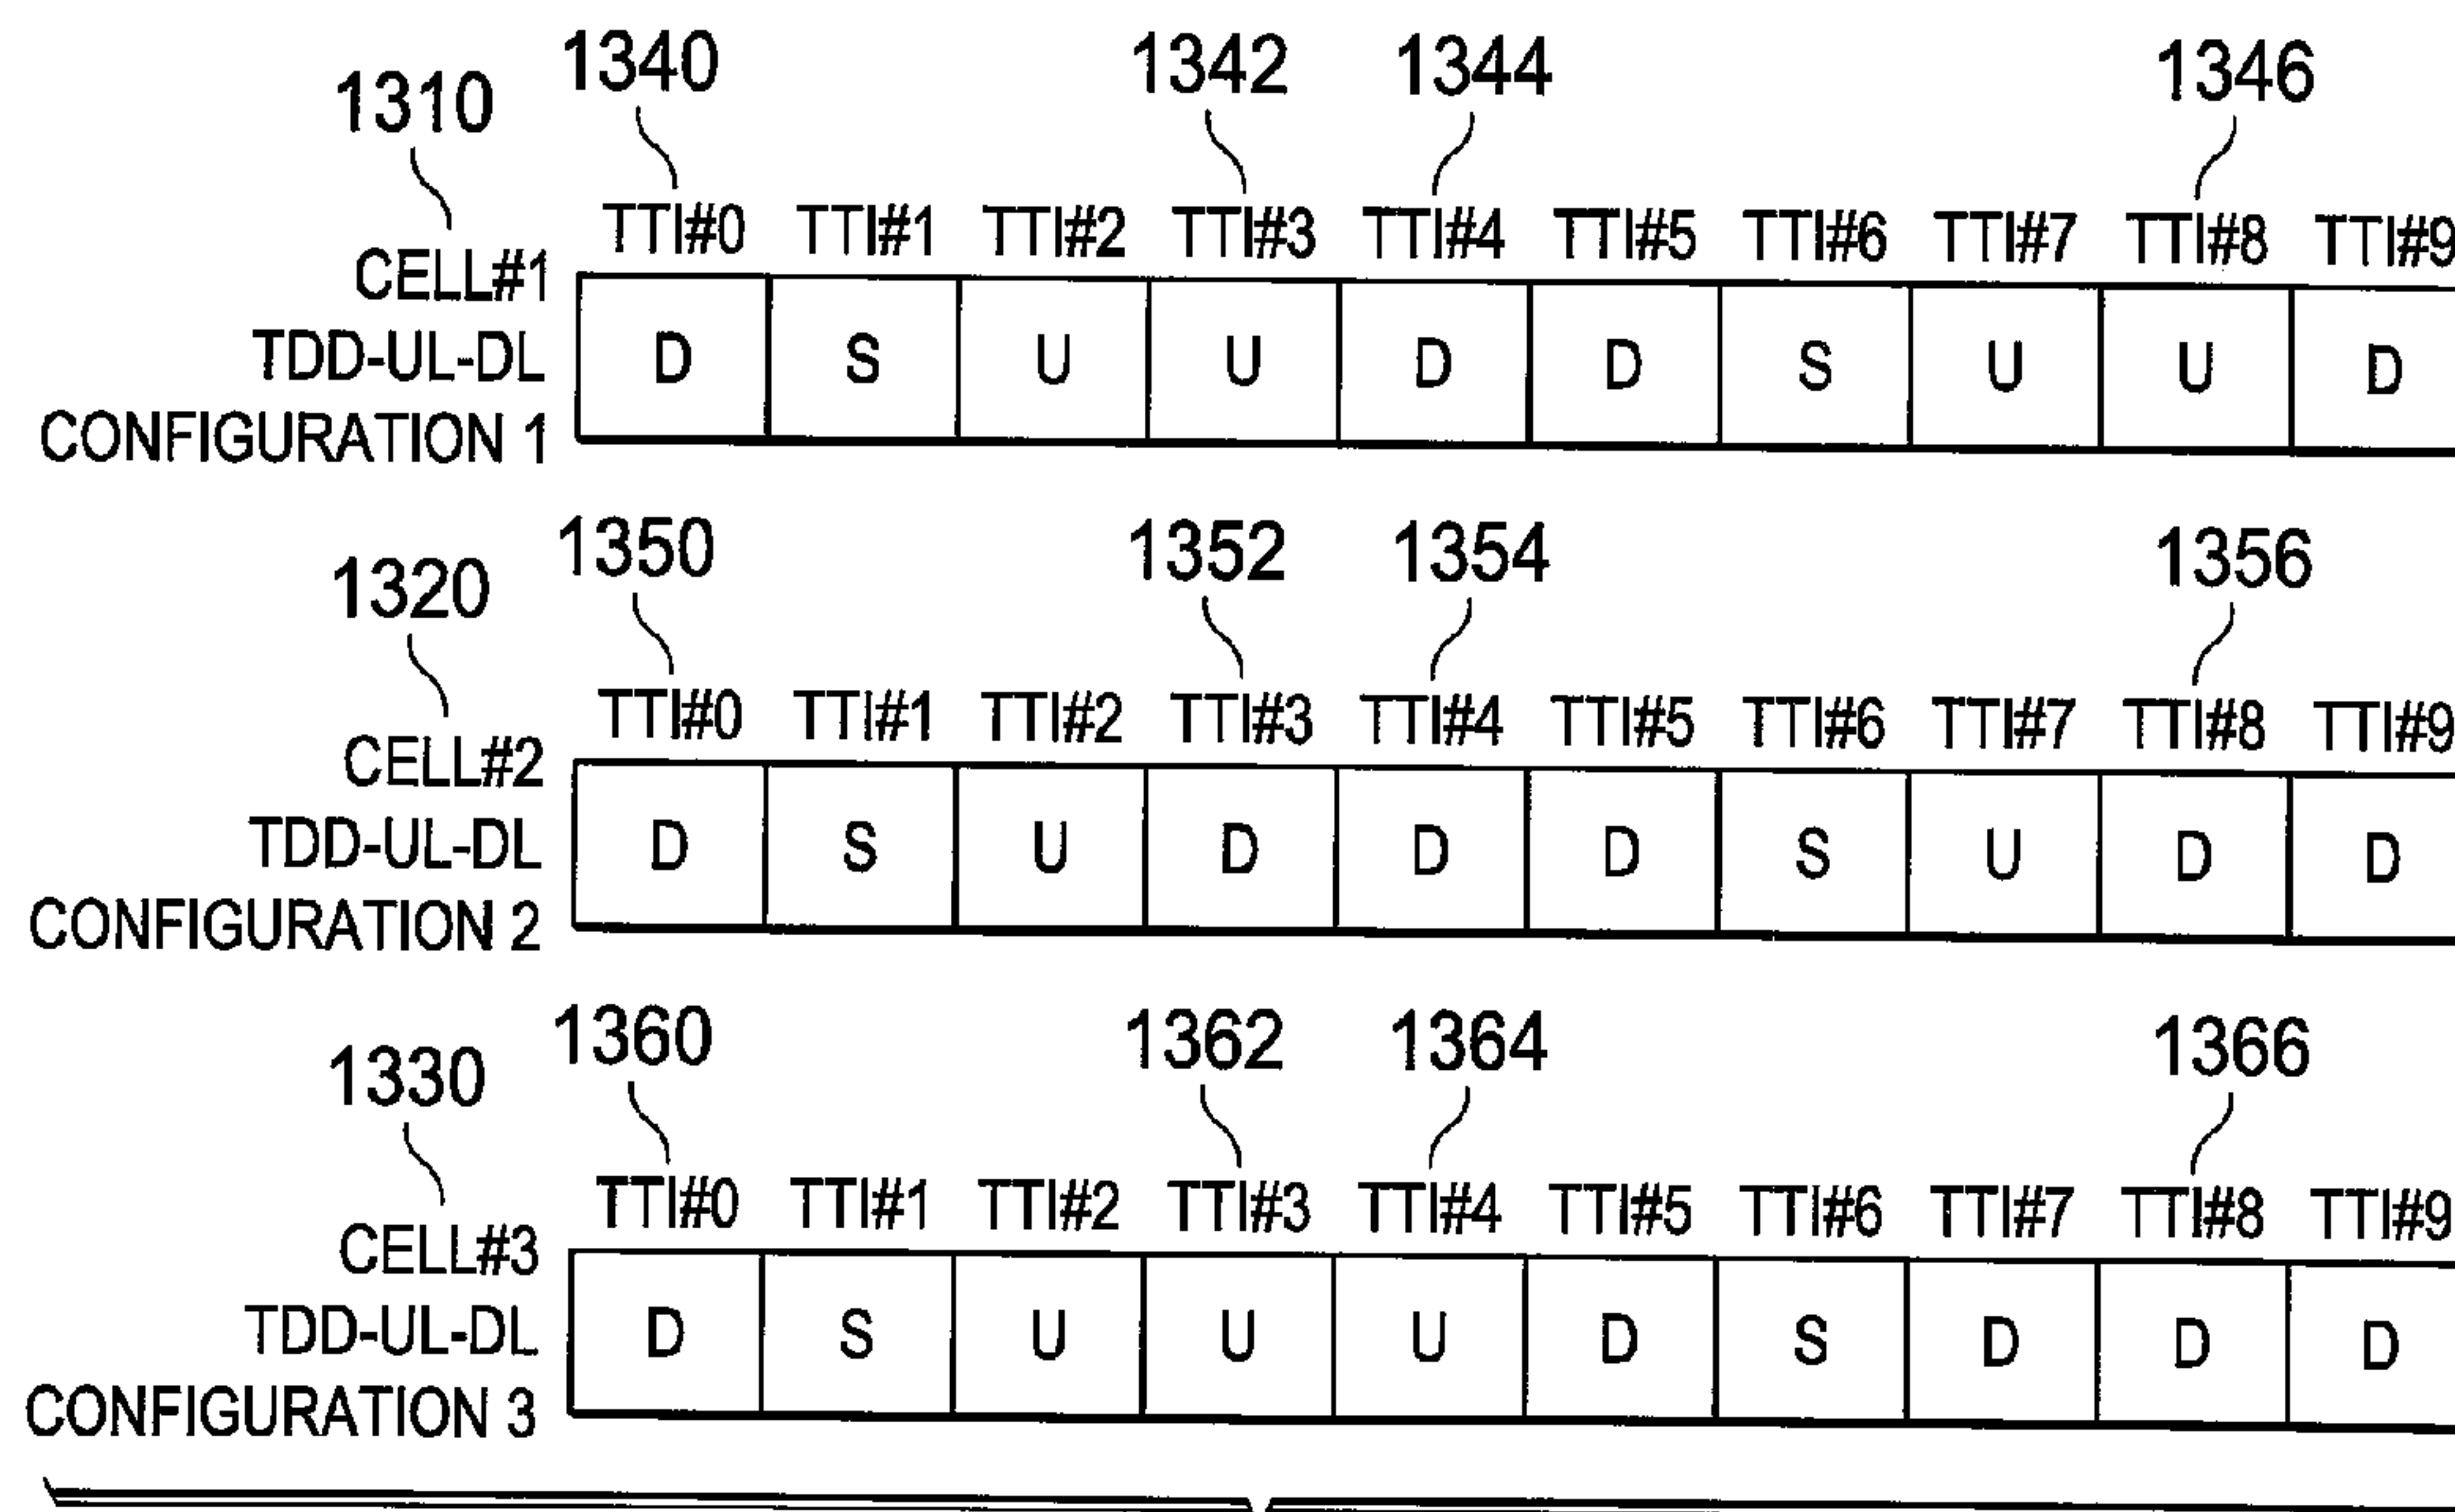 1340 1342 1344 1346
1310
TTI#0 TTI#1 TTI#2 TTI#3 TTI#4 TTI#5 TTI#6 TTI#7 TTI#8 TTI#9
CELL#1
TDD-UL-DL
CONFIGURATION 1
D S U U D D S U U D
1350 1352 1354 1356
1320
TTI#0 TTI#1 TTI#2 TTI#3 TTI#4 TTI#5 TTI#6 TTI#7 TTI#8 TTI#9
CELL#2
TDD-UL-DL
CONFIGURATION 2
D S U D D D S U D D
1360 1362 1364 1366
1330
TTI#0 TTI#1 TTI#2 TTI#3 TTI#4 TTI#5 TTI#6 TTI#7 TTI#8 TTI#9
CELL#3
TDD-UL-DL
CONFIGURATION 3
D S U U U D S D D D